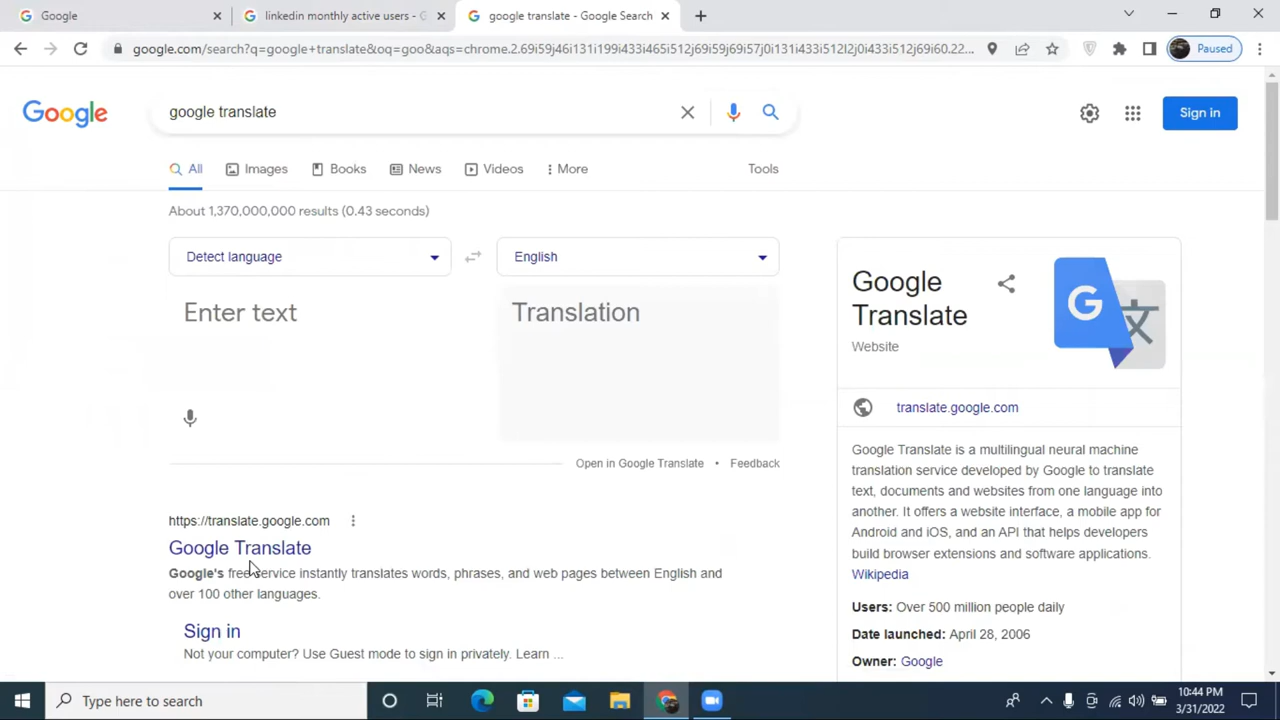 Google
linkedin monthly active users - G
google translate - Google Search
google.com/search?q=google+translate&oq=goo&aqs=chrome.2.69i59j46i131i199i433i465i512j69i59j69i57j0i131i433i512l2j0i433i512j69i60.22...
Paused
Google
google translate
Sign in
All
Images
Books
News
Videos
More
Tools
About 1,370,000,000 results (0.43 seconds)
Detect language
English
Enter text
Translation
Open in Google Translate • Feedback
https://translate.google.com
Google Translate
Google's free service instantly translates words, phrases, and web pages between English and
over 100 other languages.
Sign in
Not your computer? Use Guest mode to sign in privately. Learn ...
Google
Translate
Website
G
文
translate.google.com
Google Translate is a multilingual neural machine
translation service developed by Google to translate
text, documents and websites from one language into
another. It offers a website interface, a mobile app for
Android and iOS, and an API that helps developers
build browser extensions and software applications.
Wikipedia
Users: Over 500 million people daily
Date launched: April 28, 2006
Owner: Google
Type here to search
10:44 PM
3/31/2022